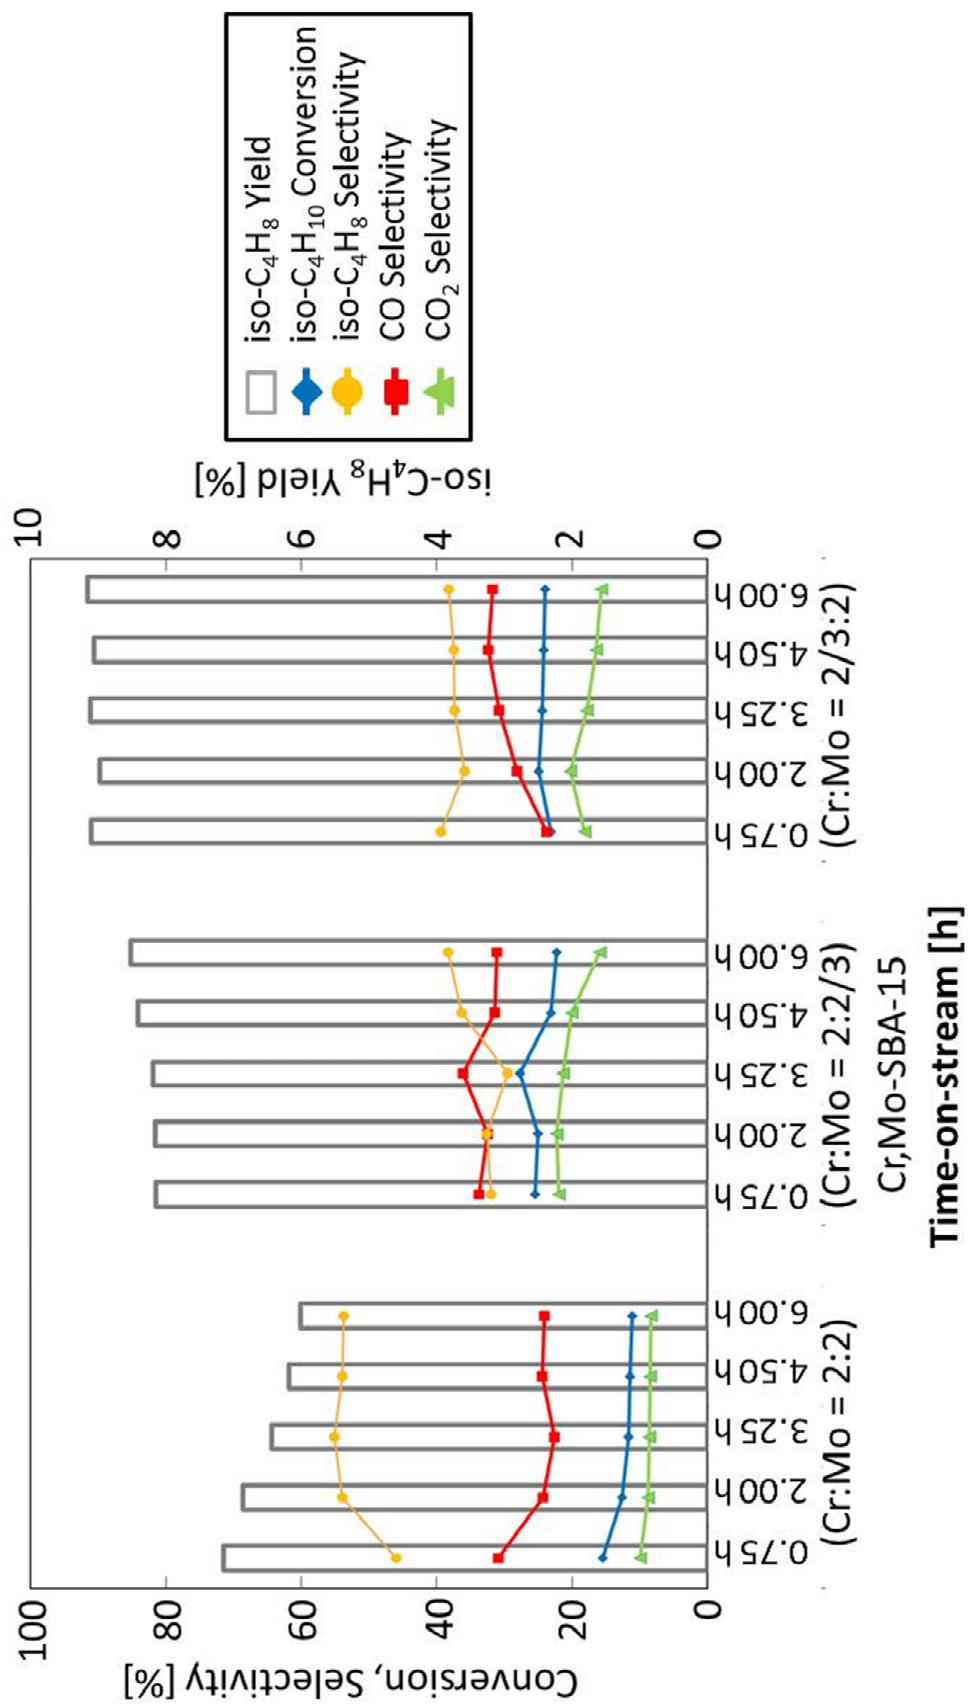 Conversion, Selectivity [%]
100
80
60
40
20
0
10
8
6
4
2
0
iso-C4H8 Yield [%]
0.75 h
2.00 h
3.25 h
4.50 h
6.00 h
0.75 h
2.00 h
3.25 h
4.50 h
6.00 h
0.75 h
2.00 h
3.25 h
4.50 h
6.00 h
(Cr:Mo = 2:2)
(Cr:Mo = 2:2/3)
(Cr:Mo = 2/3:2)
Cr,Mo-SBA-15
Time-on-stream [h]
iso-C4H8 Yield
iso-C4H10 Conversion
iso-C4H8 Selectivity
CO Selectivity
CO2 Selectivity